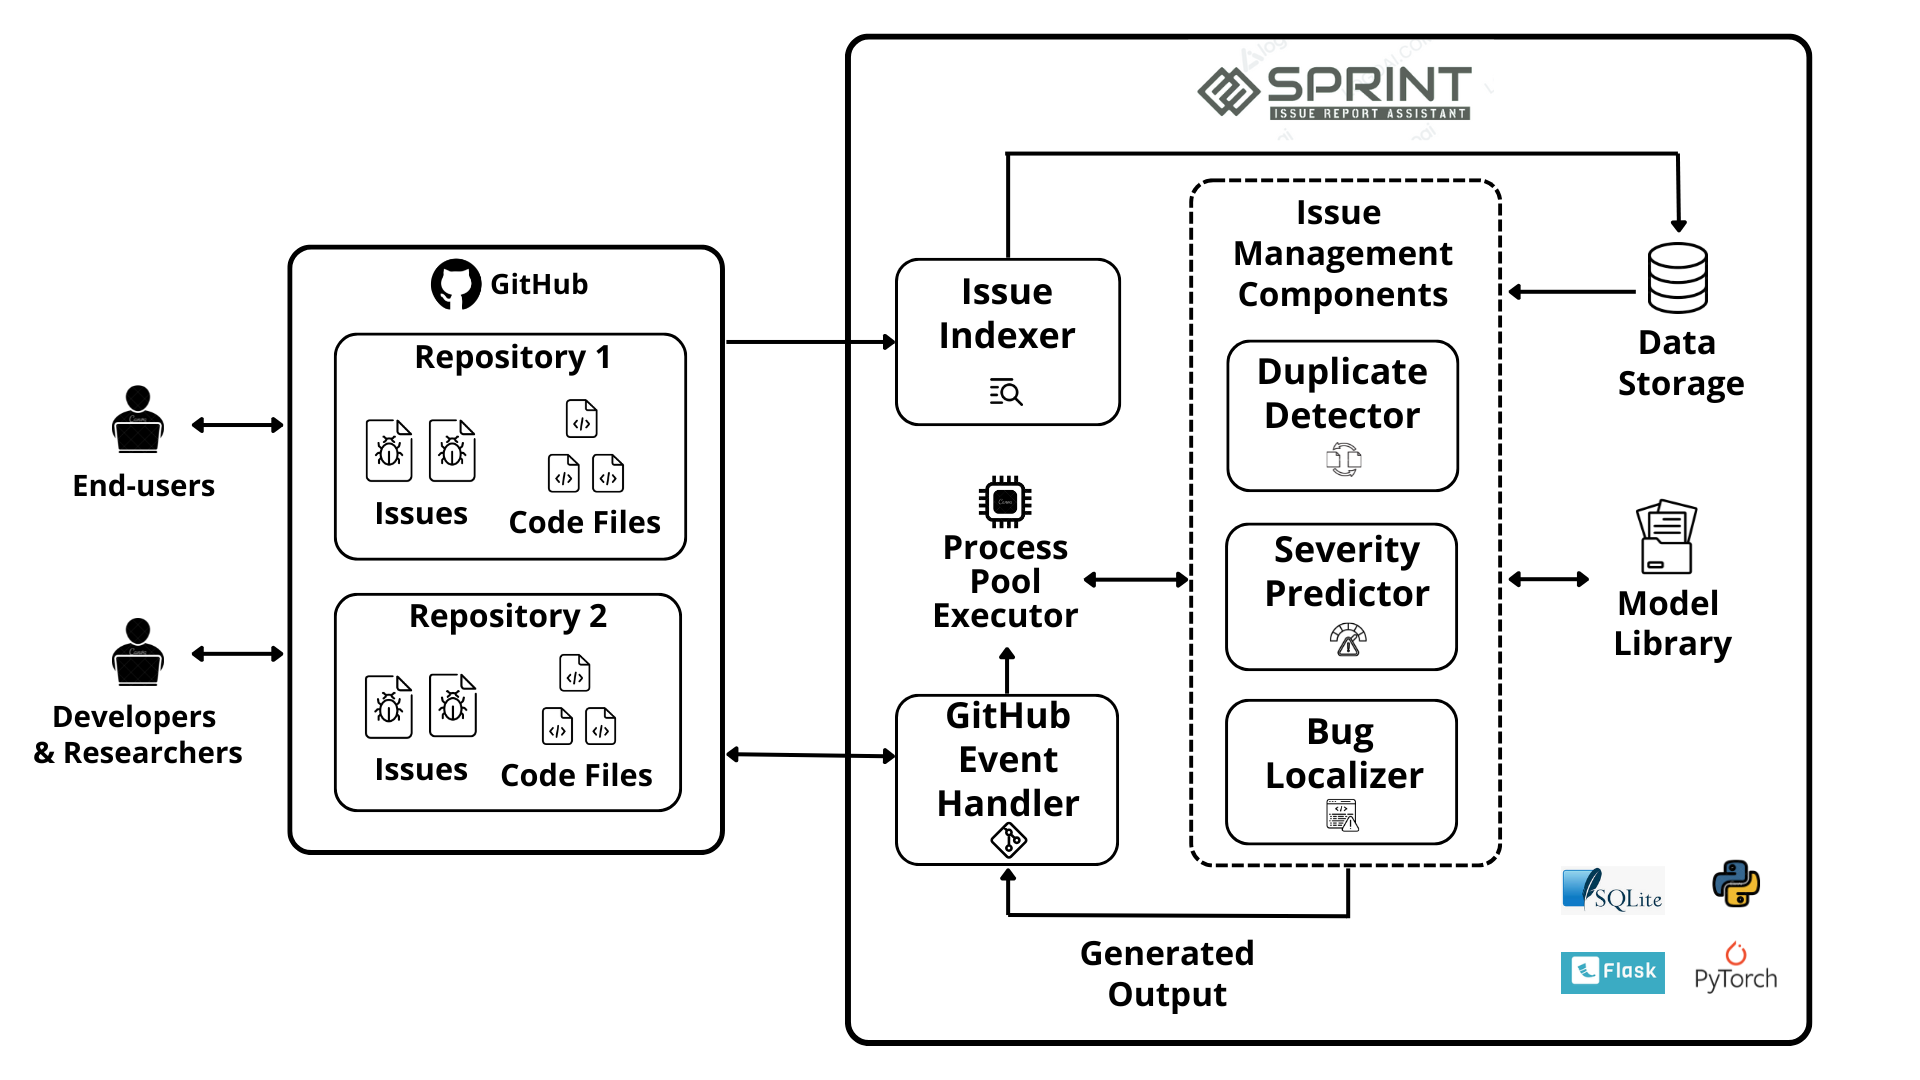 SPRINT
ISSUE REPORT ASSISTANT
GitHub
Repository 1
Issues
Code Files
Repository 2
Issues
Code Files
End-users
Developers
& Researchers
Issue
Indexer
Process
Pool
Executor
GitHub
Event
Handler
Issue
Management
Components
Duplicate
Detector
Severity
Predictor
Bug
Localizer
Data
Storage
Model
Library
Generated
Output
SQLite
Flask
PyTorch